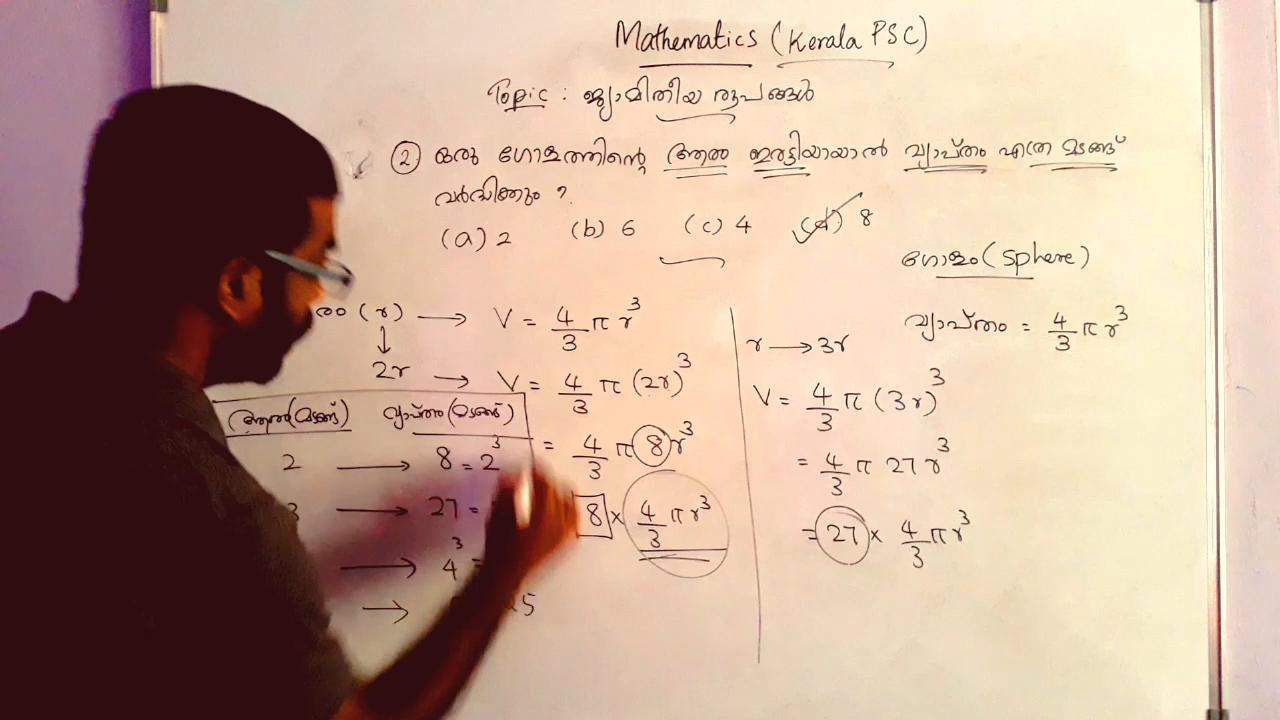 Mathematics (Kerala PSC)
Topic : ജ്യാമിതീയ രൂപങ്ങൾ
② ഒരു ഗോളത്തിന്റെ ആരം ഇരട്ടിയായാൽ വ്യാപ്തം എത്ര മടങ്ങ്
വർദ്ധിക്കും ?
(a) 2 (b) 6 (c) 4 (d) 8
ഗോളം (Sphere)
വ്യാപ്തം = 4/3 π r³
(r) → V = 4/3 π r³
↓
2r → V = 4/3 π (2r)³
= 4/3 π 8 r³
8 × 4/3 π r³
ആരം (മടങ്ങ്) വ്യാപ്തം (മടങ്ങ്)
2 → 8 = 2³
3 → 27 =
→ 4³ =
→
r → 3r
V = 4/3 π (3r)³
= 4/3 π 27 r³
= 27 × 4/3 π r³